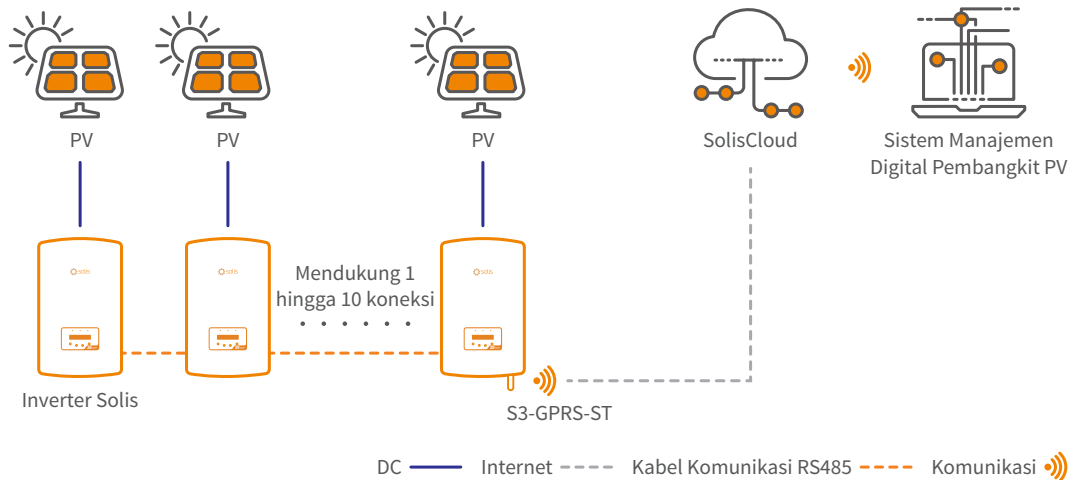 PV
PV
PV
SolisCloud
Sistem Manajemen
Digital Pembangkit PV
solis
solis
solis
Mendukung 1
hingga 10 koneksi
Inverter Solis
S3-GPRS-ST
DC
Internet
Kabel Komunikasi RS485
Komunikasi